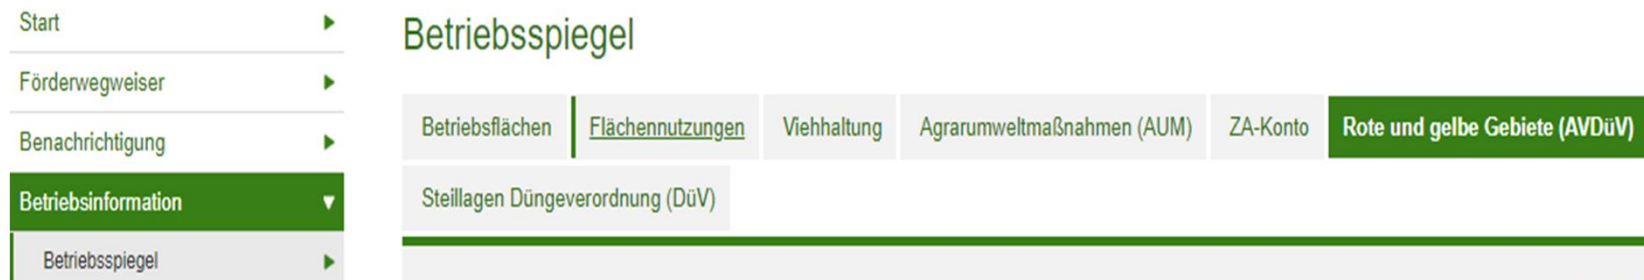 Start
Förderwegweiser
Benachrichtigung
Betriebsinformation
Betriebsspiegel
Betriebsspiegel
Betriebsflächen Flächennutzungen Viehhaltung Agrarumweltmaßnahmen (AUM) ZA-Konto Rote und gelbe Gebiete (AVDüV)
Steillagen Düngeverordnung (DüV)